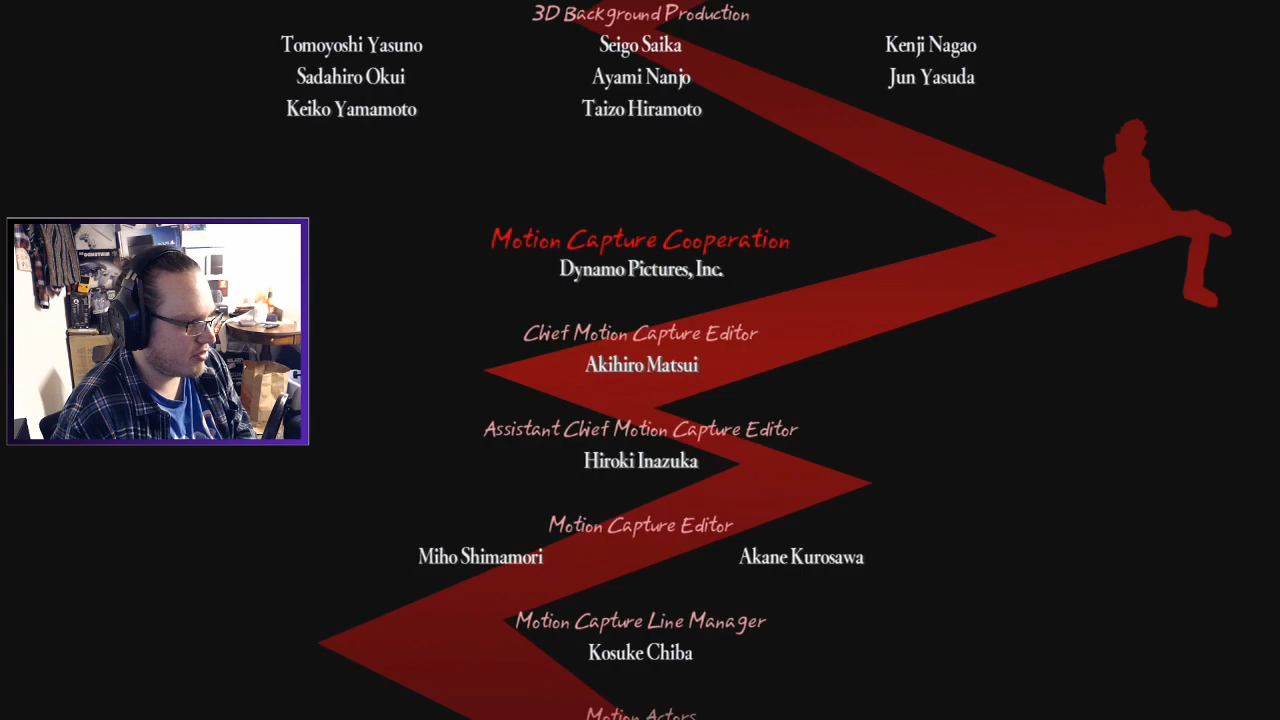 3D Background Production
Tomoyoshi Yasuno Seigo Saika Kenji Nagao
Sadahiro Okui Ayami Nanjo Jun Yasuda
Keiko Yamamoto Taizo Hiramoto
Motion Capture Cooperation
Dynamo Pictures, Inc.
Chief Motion Capture Editor
Akihiro Matsui
Assistant Chief Motion Capture Editor
Hiroki Inazuka
Motion Capture Editor
Miho Shimamori Akane Kurosawa
Motion Capture Line Manager
Kosuke Chiba
Motion Actors